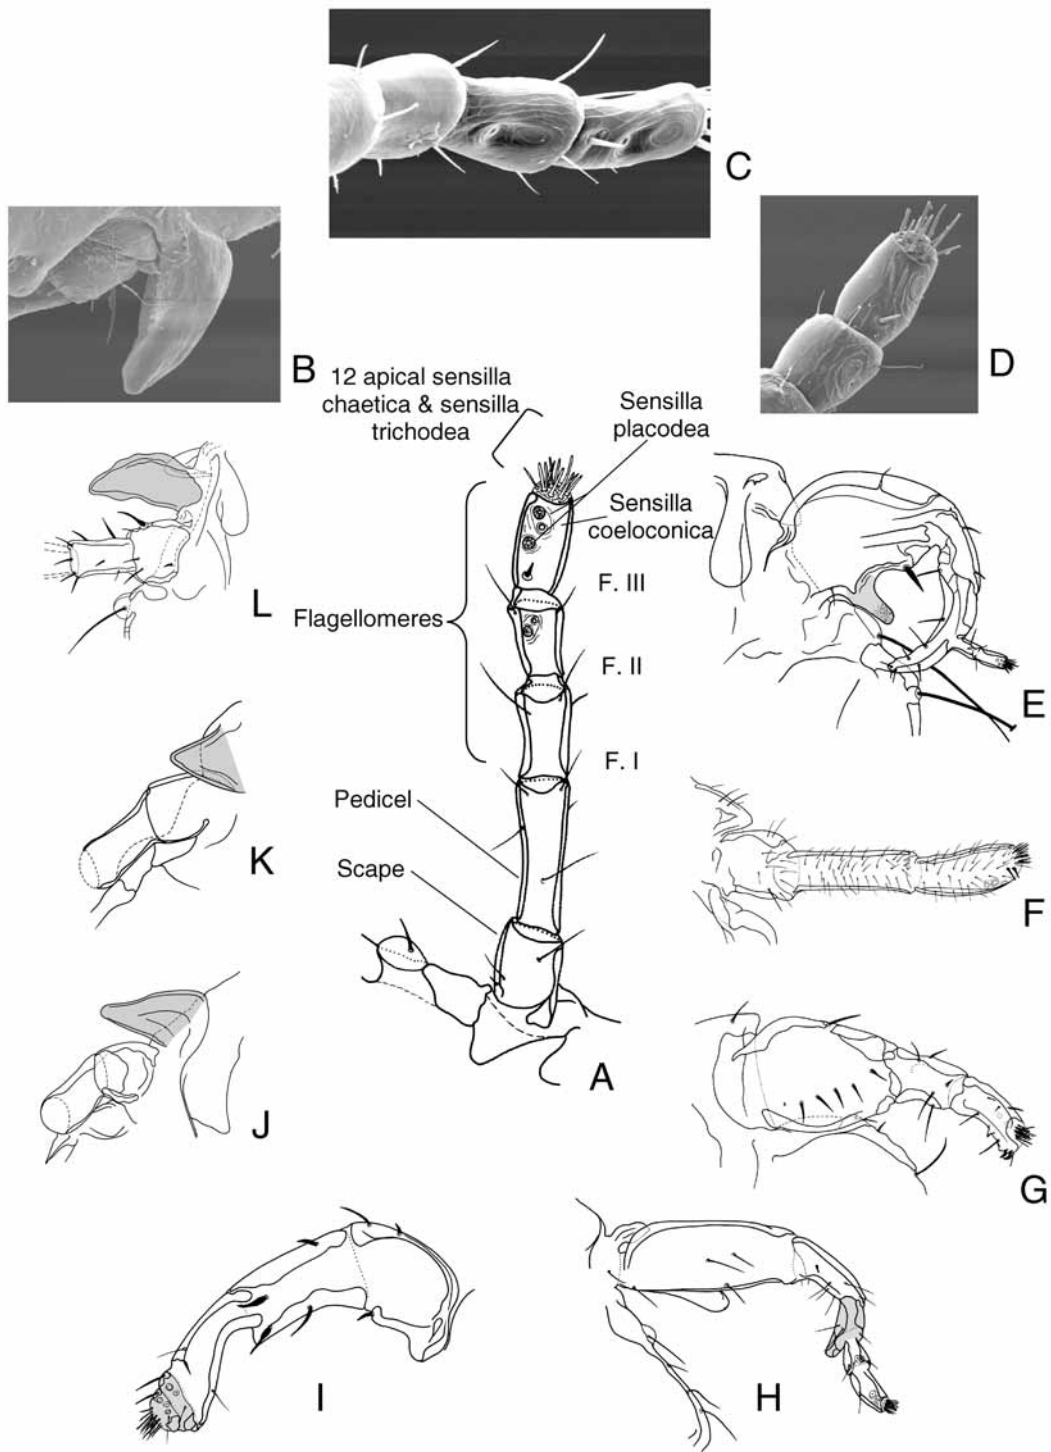 C
B
D
12 apical sensilla
chaetica & sensilla
trichodea
Sensilla
placodea
Sensilla
coeloconica
L
Flagellomeres
F. III
F. II
F. I
E
K
Pedicel
Scape
F
A
J
G
I
H